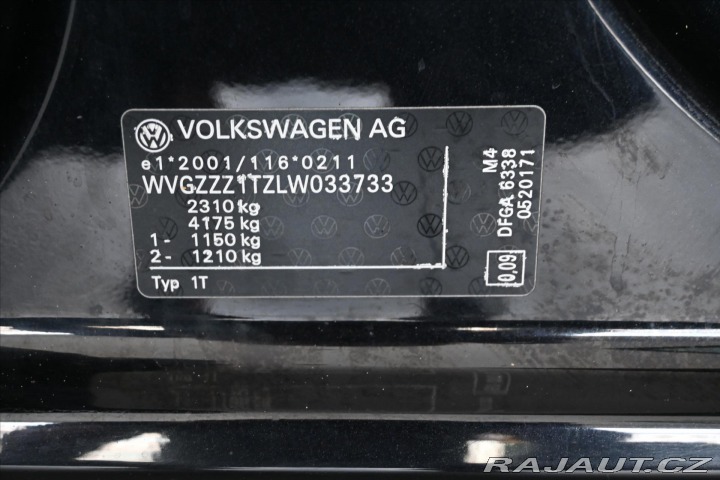 VOLKSWAGEN AG
e1*2001/116*0211
WVGZZZ1TZLW033733
2310 kg
4175 kg
1 - 1150 kg
2 - 1210 kg
Typ 1T
M4
DFGA 6338
0520171
0,09
RAJAUT.CZ